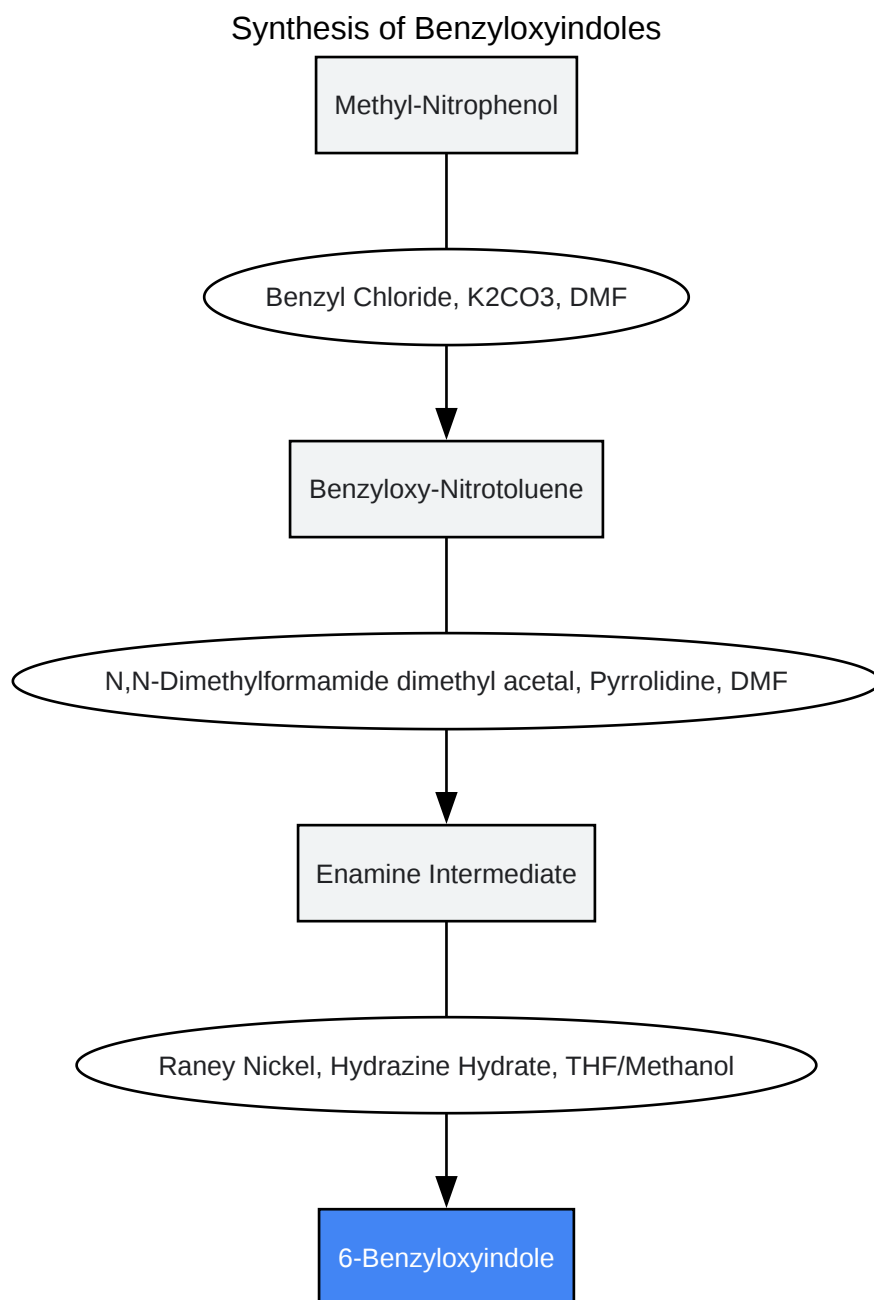 Synthesis of Benzyloxyindoles
Methyl-Nitrophenol
Benzyl Chloride, K2CO3, DMF
Benzyloxy-Nitrotoluene
N,N-Dimethylformamide dimethyl acetal, Pyrrolidine, DMF
Enamine Intermediate
Raney Nickel, Hydrazine Hydrate, THF/Methanol
6-Benzyloxyindole